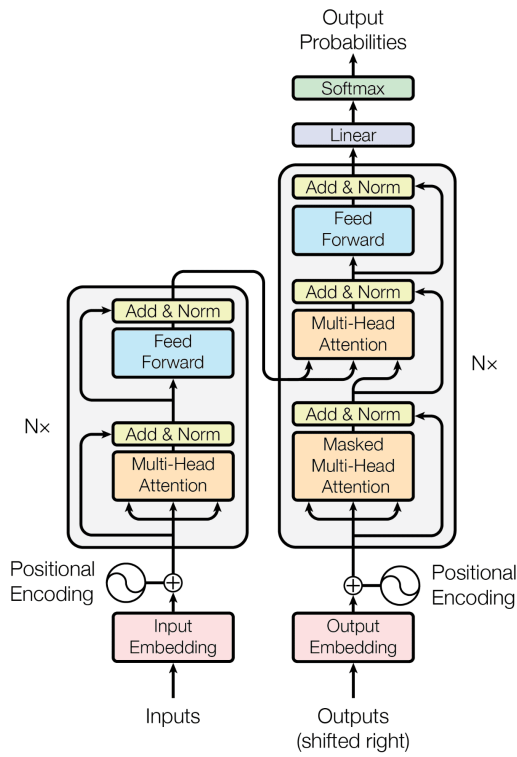 Output
Probabilities
Softmax
Linear
Add & Norm
Feed
Forward
Add & Norm
Multi-Head
Attention
N×
Add & Norm
Masked
Multi-Head
Attention
Add & Norm
Feed
Forward
N×
Add & Norm
Multi-Head
Attention
Positional
Encoding
Positional
Encoding
Input
Embedding
Output
Embedding
Inputs
Outputs
(shifted right)